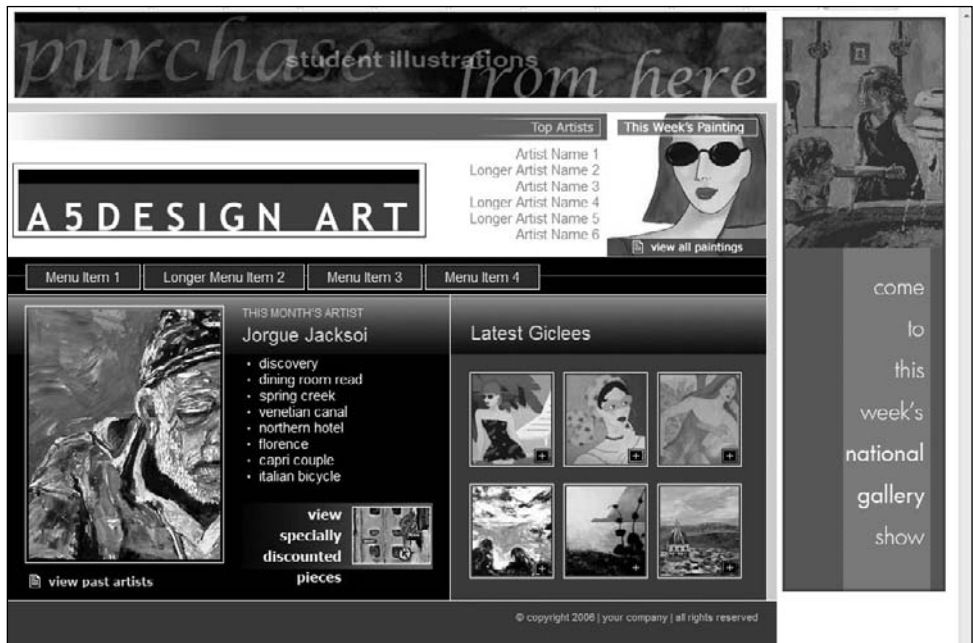 purchase
student illustrations
from here
Top Artists
Artist Name 1
Longer Artist Name 2
Artist Name 3
Longer Artist Name 4
Longer Artist Name 5
Artist Name 6
This Week's Painting
view all paintings
A5DESIGN ART
Menu Item 1 Longer Menu Item 2 Menu Item 3 Menu Item 4
THIS MONTH'S ARTIST
Jorgue Jacksoi
• discovery
• dining room read
• spring creek
• venetian canal
• northern hotel
• florence
• capri couple
• italian bicycle
view
specially
discounted
pieces
view past artists
Latest Giclees
© copyright 2006 | your company | all rights reserved
come
to
this
week's
national
gallery
show